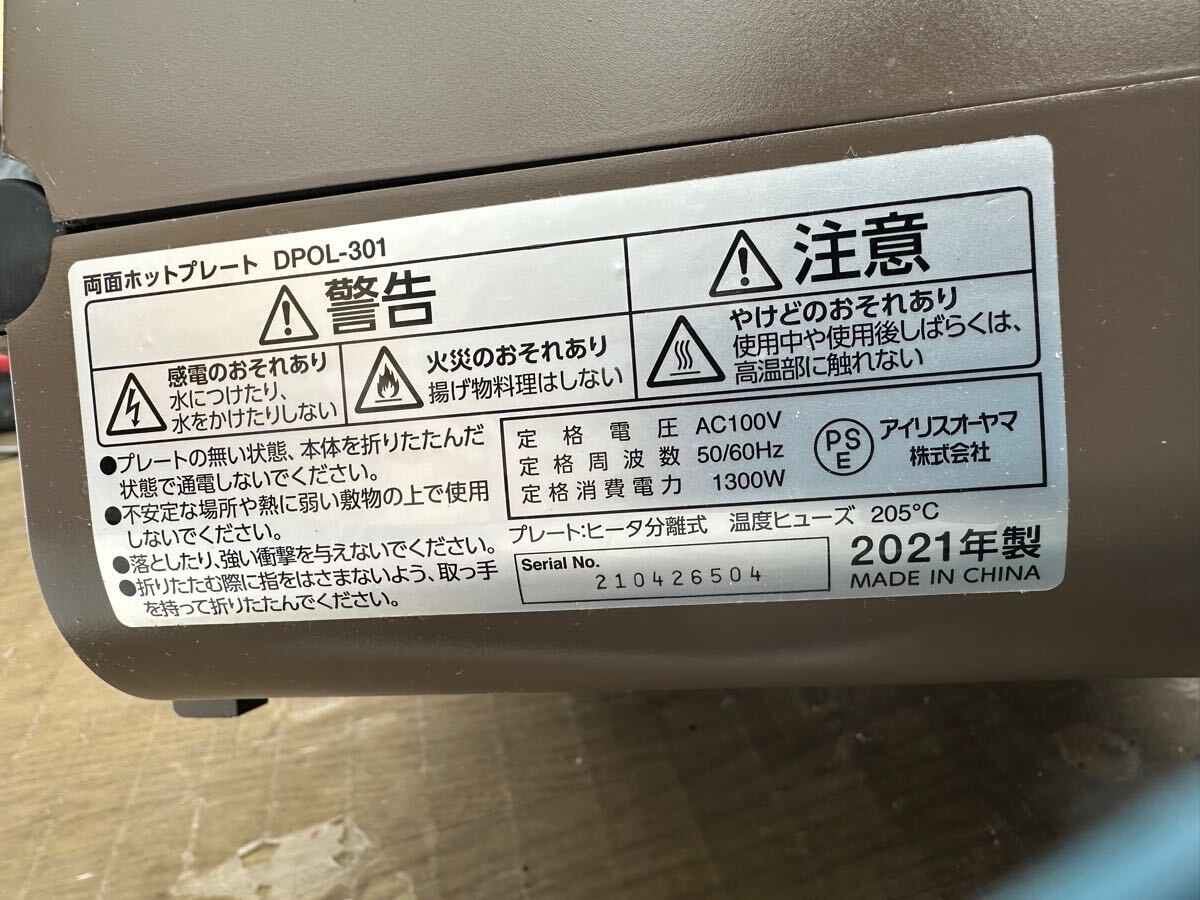 両面ホットプレート DPOL-301
警告
感電のおそれあり
水につけたり、
水をかけたりしない
火災のおそれあり
揚げ物料理はしない
注意
やけどのおそれあり
使用中や使用後しばらくは、
高温部に触れない
●プレートの無い状態、本体を折りたたんだ
状態で通電しないでください。
●不安定な場所や熱に弱い敷物の上で使用
しないでください。
●落としたり、強い衝撃を与えないでください。
●折りたたむ際に指をはさまないよう、取っ手
を持って折りたたんでください。
定格電圧 AC100V
定格周波数 50/60Hz
定格消費電力 1300W
PS
E
アイリスオーヤマ
株式会社
プレート:ヒータ分離式 温度ヒューズ 205°C
Serial No.
210426504
2021年製
MADE IN CHINA